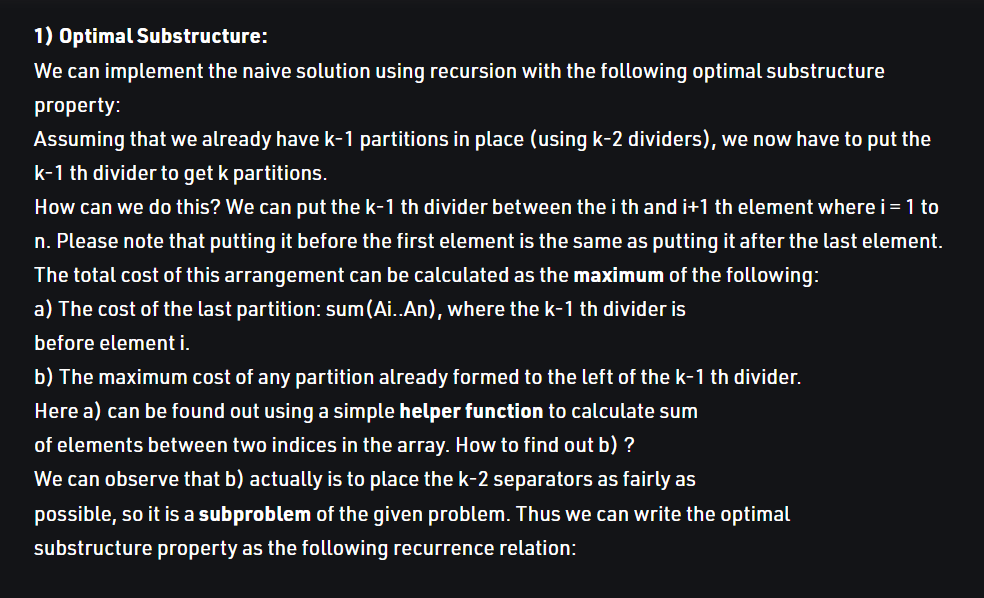 1) Optimal Substructure:
We can implement the naive solution using recursion with the following optimal substructure
property:
Assuming that we already have k-1 partitions in place (using k-2 dividers), we now have to put the
k-1 th divider to get k partitions.
How can we do this? We can put the k-1 th divider between the i th and i+1 th element where i = 1 to
n. Please note that putting it before the first element is the same as putting it after the last element.
The total cost of this arrangement can be calculated as the maximum of the following:
a) The cost of the last partition: sum(Ai..An), where the k-1 th divider is
before element i.
b) The maximum cost of any partition already formed to the left of the k-1 th divider.
Here a) can be found out using a simple helper function to calculate sum
of elements between two indices in the array. How to find out b) ?
We can observe that b) actually is to place the k-2 separators as fairly as
possible, so it is a subproblem of the given problem. Thus we can write the optimal
substructure property as the following recurrence relation: